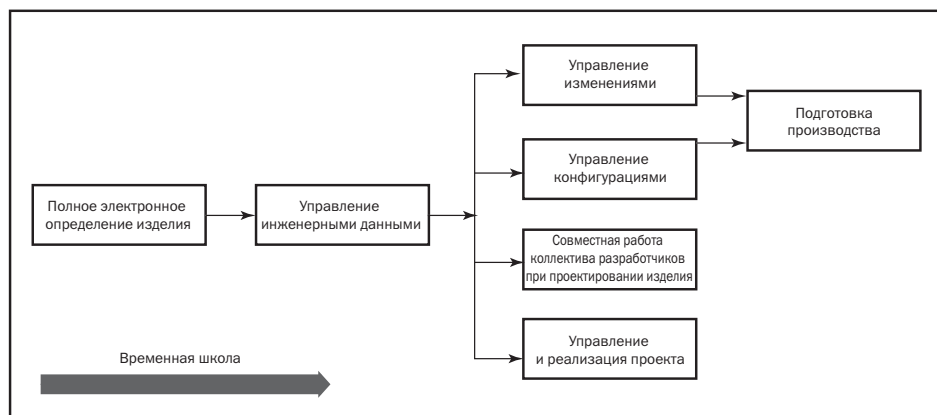 Полное электронное
определение изделия
Управление
инженерными данными
Управление
изменениями
Управление
конфигурациями
Совместная работа
коллектива разработчиков
при проектировании изделия
Управление
и реализация проекта
Подготовка
производства
Временная школа